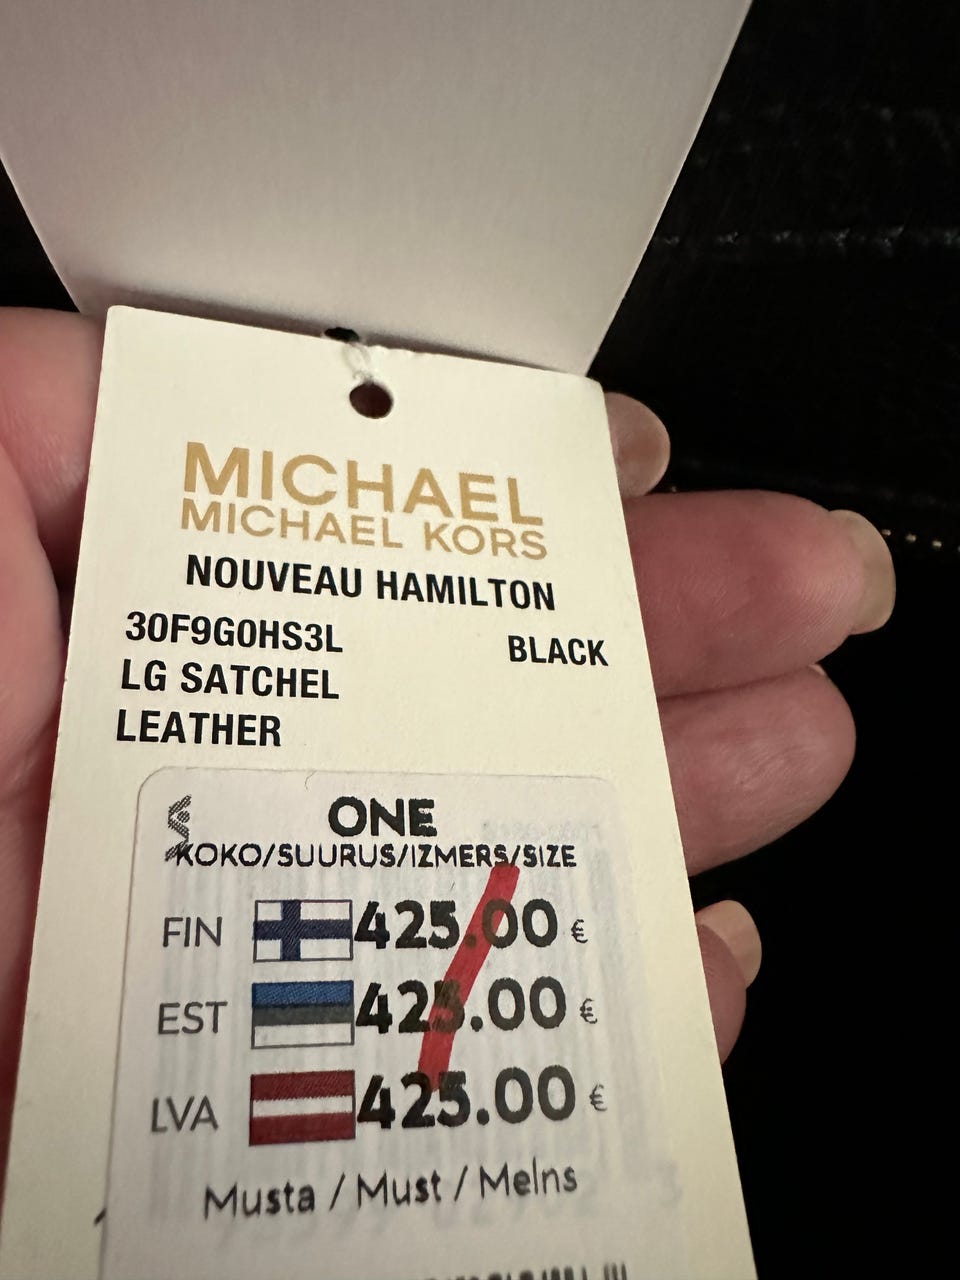 MICHAEL
MICHAEL KORS
NOUVEAU HAMILTON
30F9G0HS3L BLACK
LG SATCHEL
LEATHER
ONE
KOKO/SUURUS/IZMERS/SIZE
FIN 425.00 €
EST 425.00 €
LVA 425.00 €
Musta / Must / Melns